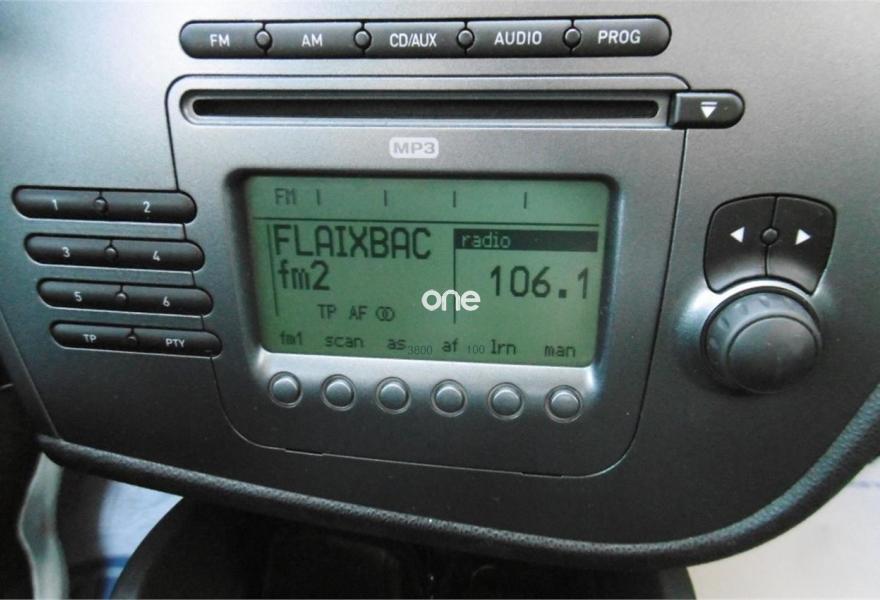 FM AM CD/AUX AUDIO PROG
MP3
1 2
3 4
5 6
TP PTY
FM
FLAIXBAC radio
fm2 106.1
TP AF
fm1 scan as af lrn man
one
3800 100